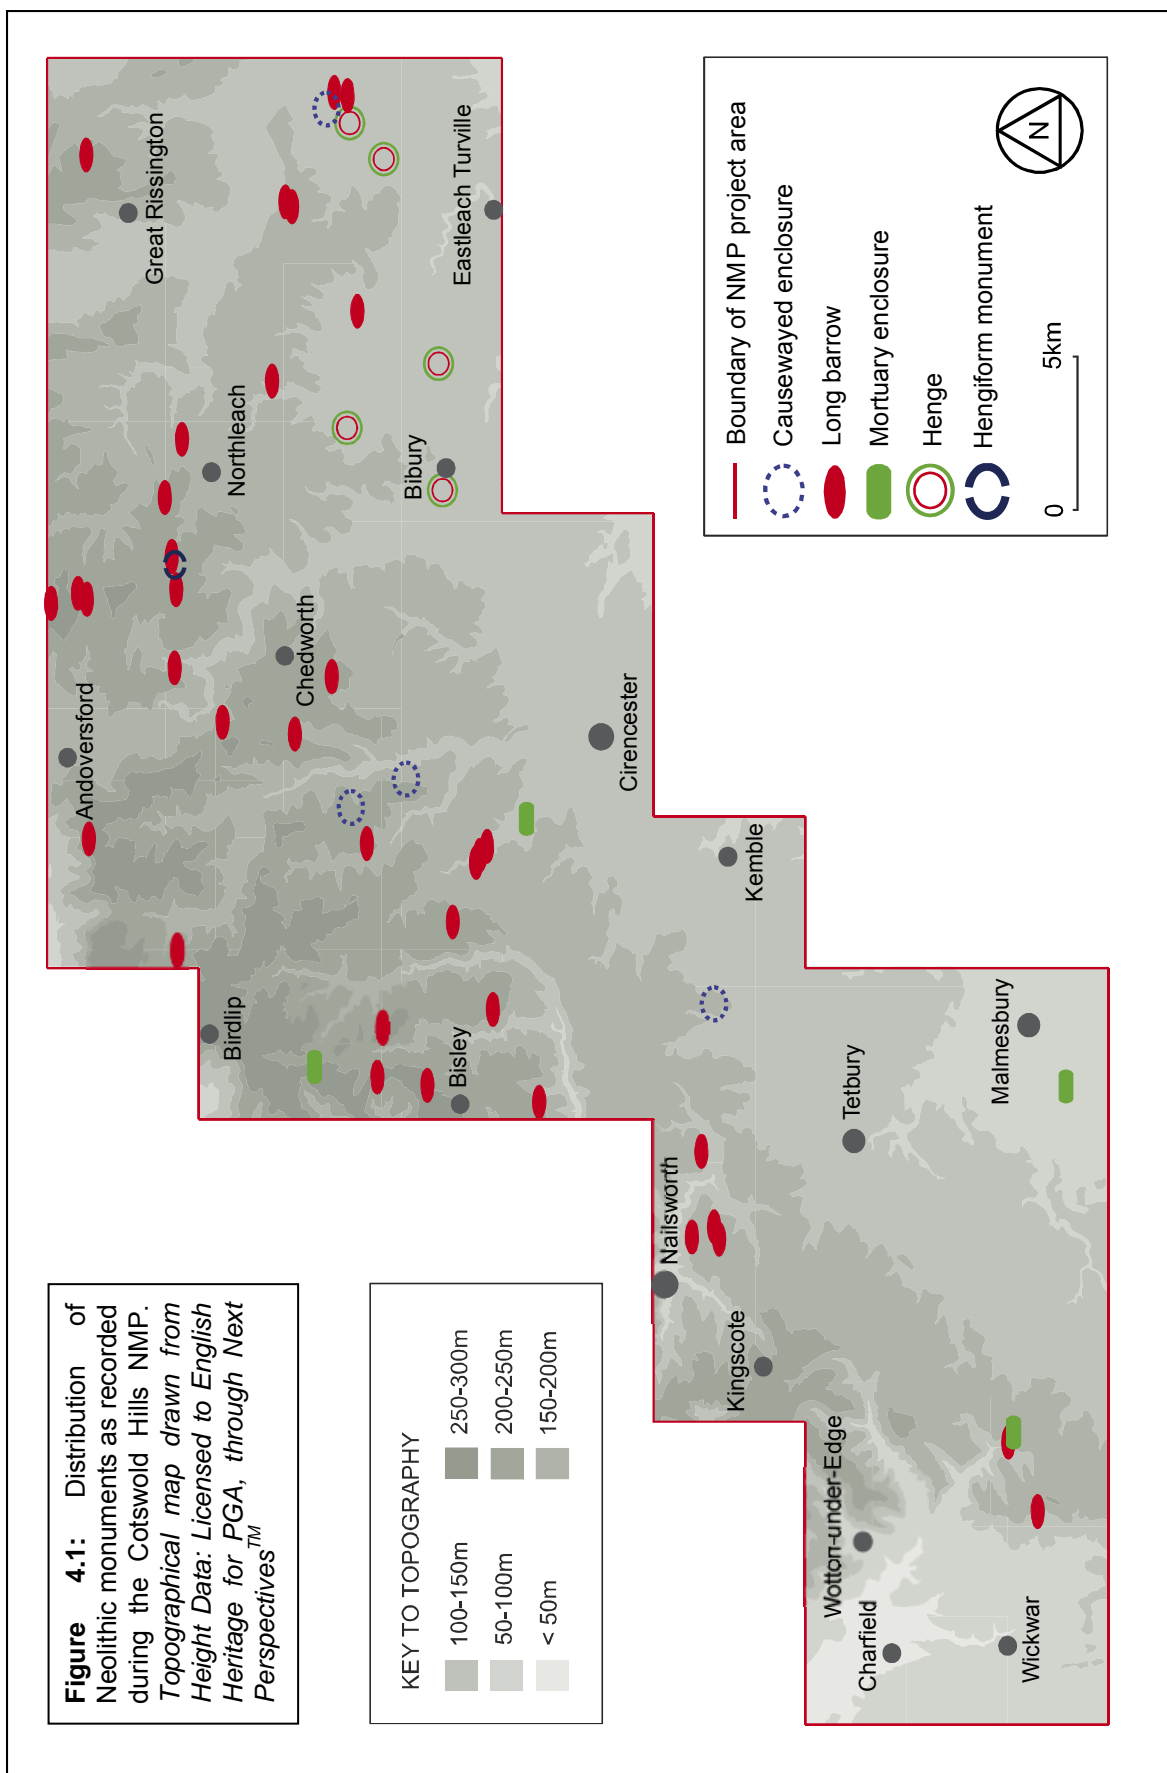 Figure 4.1: Distribution of
Neolithic monuments as recorded
during the Cotswold Hills NMP.
Topographical map drawn from
Height Data: Licensed to English
Heritage for PGA, through Next
Perspectives™
KEY TO TOPOGRAPHY
100-150m
250-300m
50-100m
200-250m
< 50m
150-200m
Andoversford
Great Rissington
Northleach
Birdlip
Chedworth
Bibury
Eastleach Turville
Bisley
Cirencester
Nailsworth
Kemble
Kingscote
Tetbury
Wotton-under-Edge
Charfield
Malmesbury
Wickwar
Boundary of NMP project area
Causewayed enclosure
Long barrow
Mortuary enclosure
Henge
Hengiform monument
0
5km
N